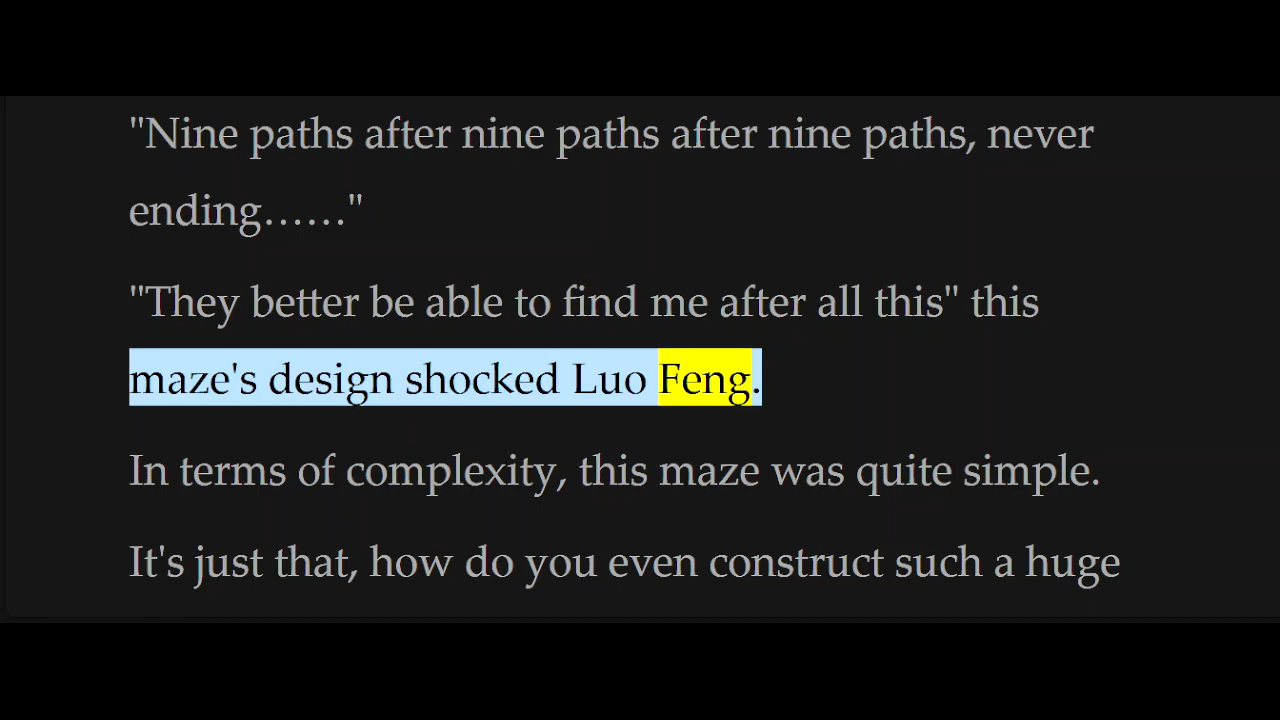 "Nine paths after nine paths after nine paths, never
ending……"
"They better be able to find me after all this" this
maze's design shocked Luo Feng.
In terms of complexity, this maze was quite simple.
It's just that, how do you even construct such a huge